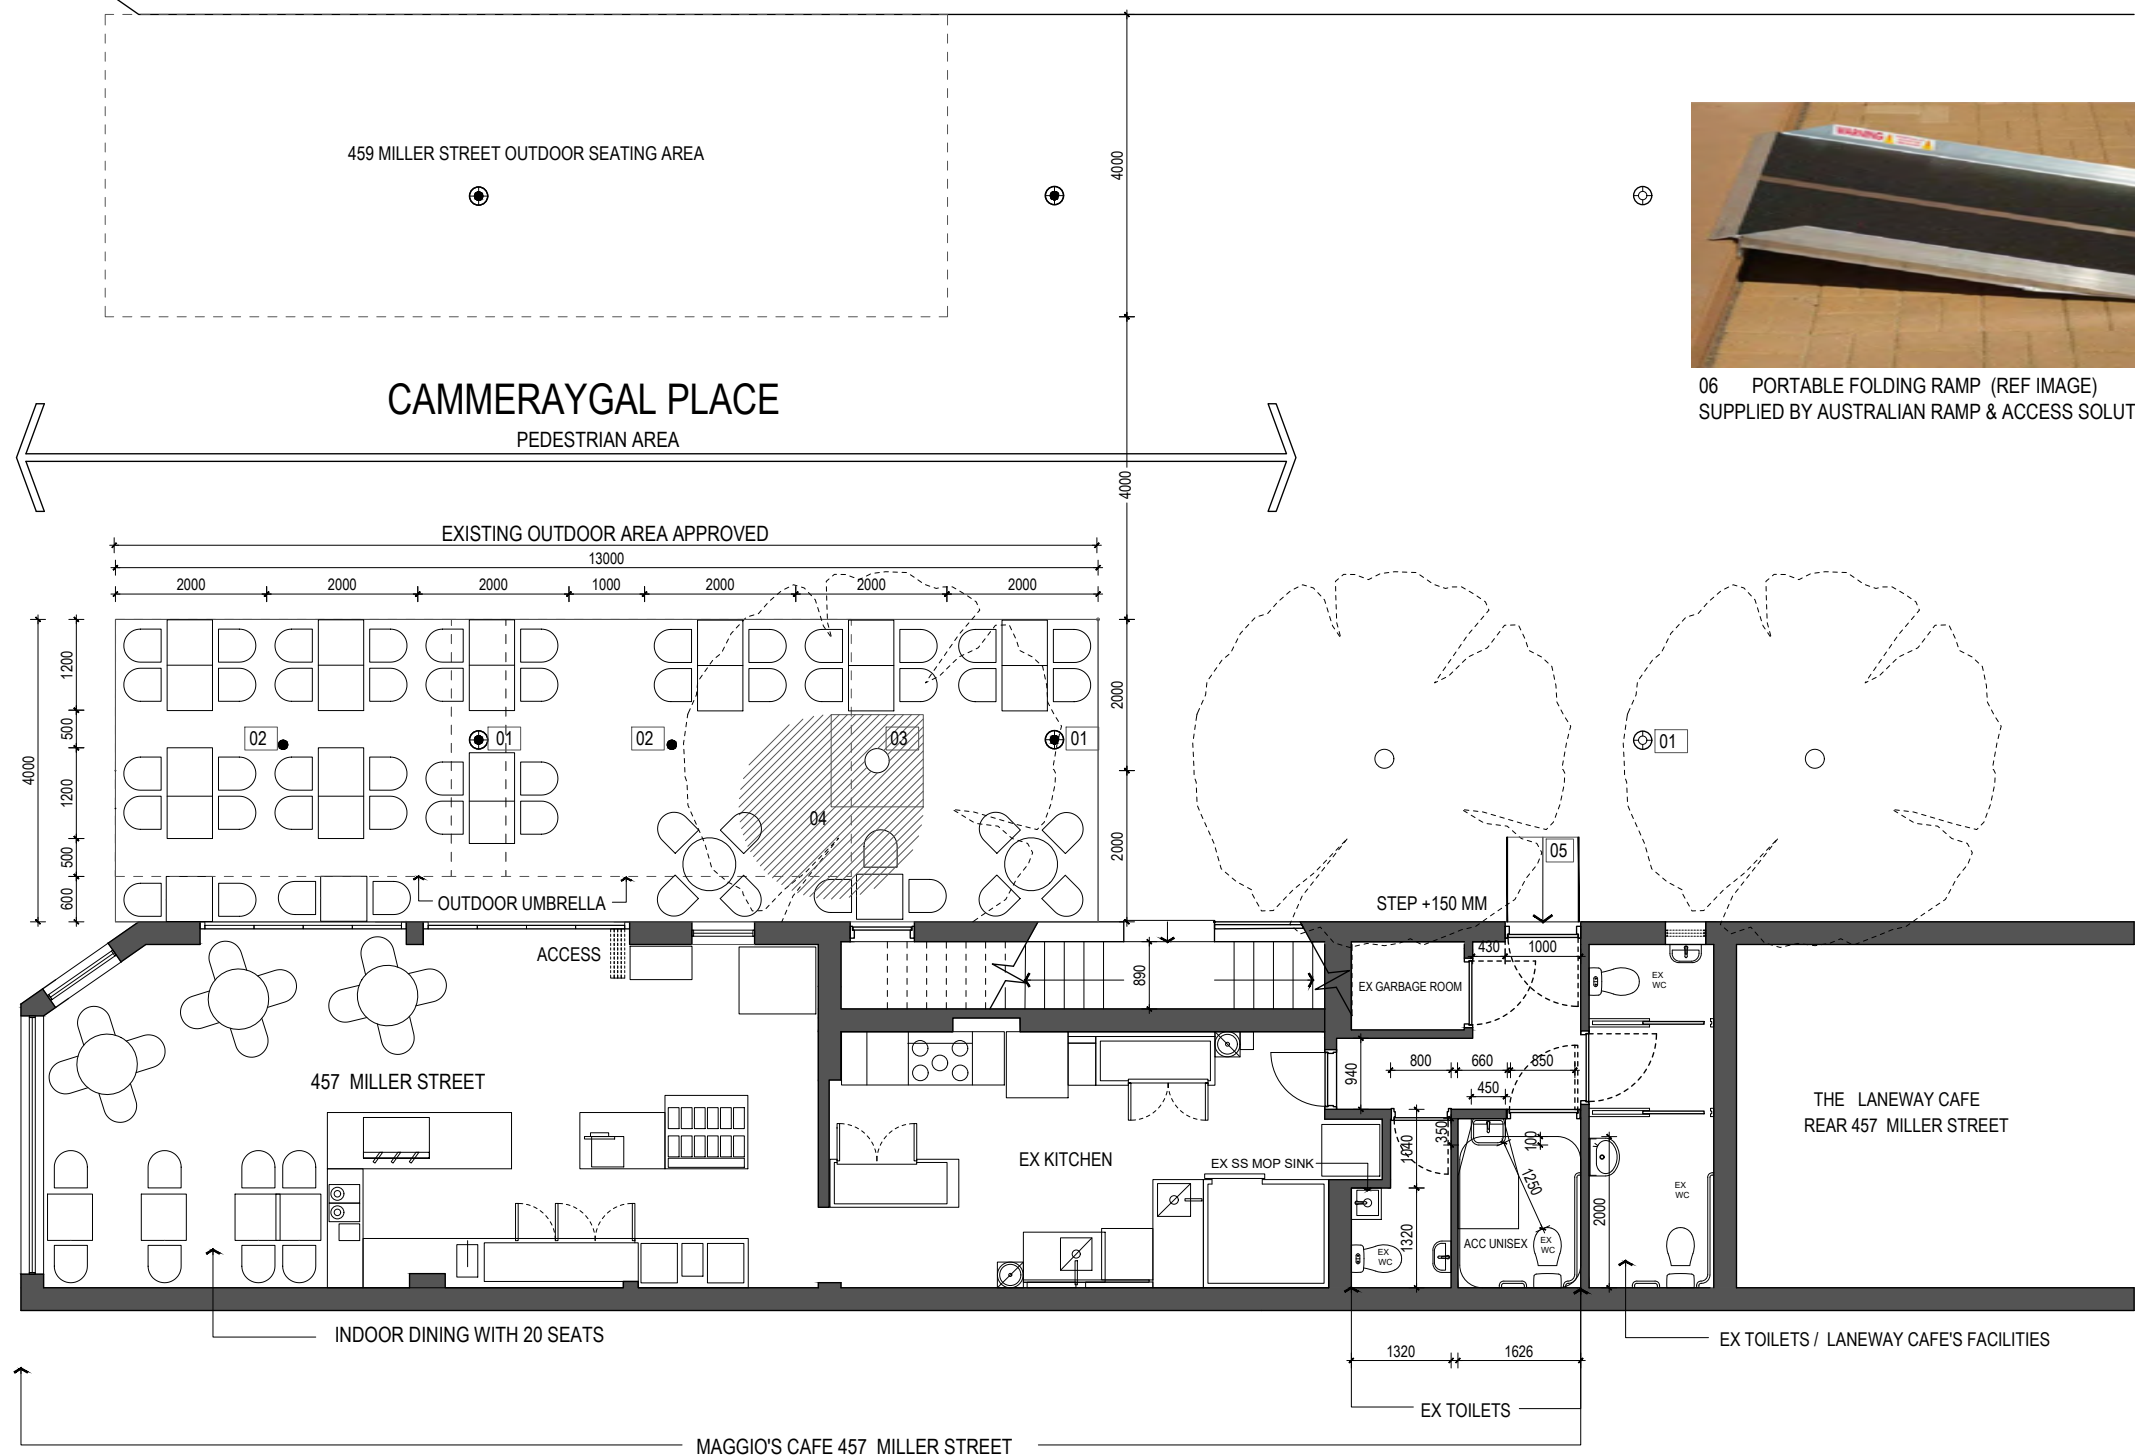 459 MILLER STREET OUTDOOR SEATING AREA
4000
WARNING
06 PORTABLE FOLDING RAMP (REF IMAGE)
SUPPLIED BY AUSTRALIAN RAMP & ACCESS SOLUT
CAMMERAYGAL PLACE
PEDESTRIAN AREA
4000
EXISTING OUTDOOR AREA APPROVED
13000
2000
2000
2000
1000
2000
2000
2000
4000
1200
500
1200
500
600
2000
2000
02
01
02
03
01
01
04
05
OUTDOOR UMBRELLA
STEP +150 MM
ACCESS
890
430
1000
EX GARBAGE ROOM
EX
WC
457 MILLER STREET
940
800
660
850
450
THE LANEWAY CAFE
REAR 457 MILLER STREET
EX KITCHEN
EX SS MOP SINK
1040
350
100
1250
2000
EX
WC
1320
EX
WC
ACC UNISEX
EX
WC
INDOOR DINING WITH 20 SEATS
EX TOILETS / LANEWAY CAFE'S FACILITIES
1320
1626
EX TOILETS
MAGGIO'S CAFE 457 MILLER STREET